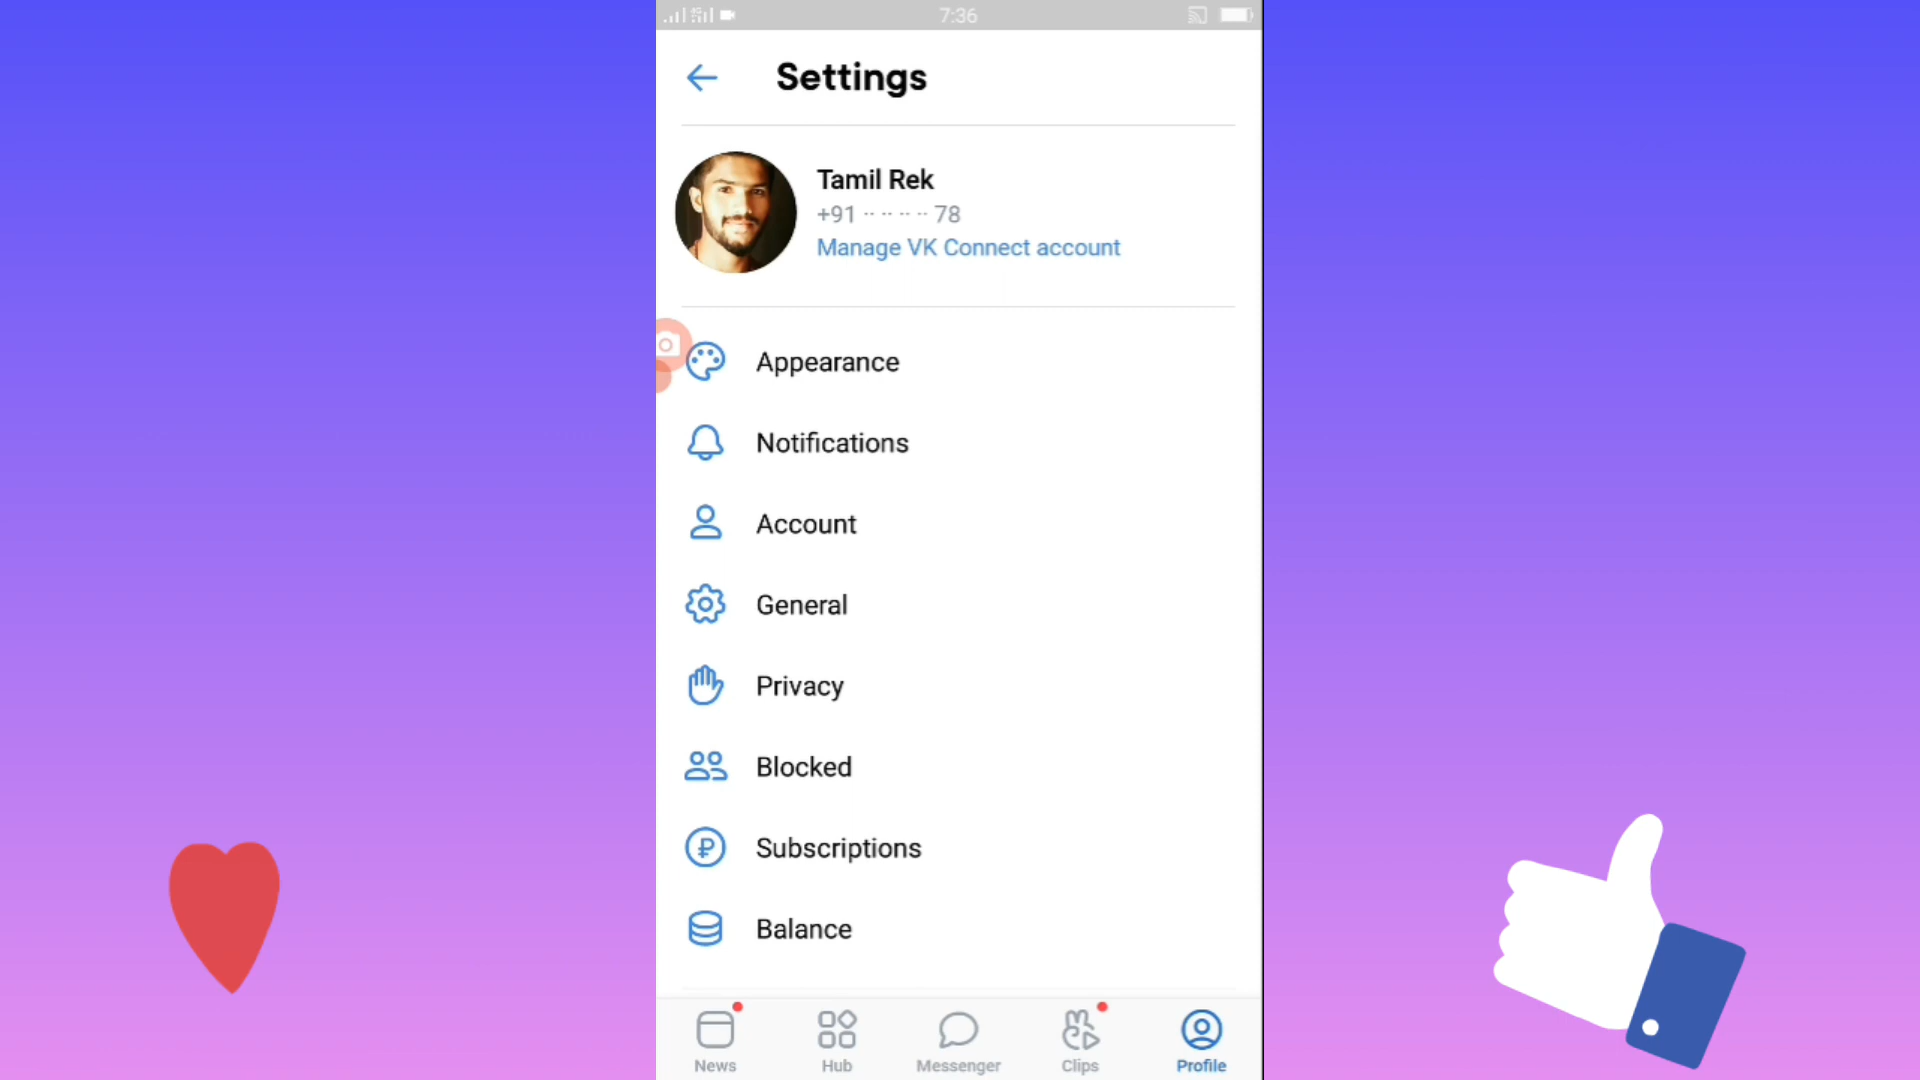 7:36
Settings
Tamil Rek
+91 ·· ·· ·· ·· 78
Manage VK Connect account
Appearance
Notifications
Account
General
Privacy
Blocked
Subscriptions
Balance
News Hub Messenger Clips Profile